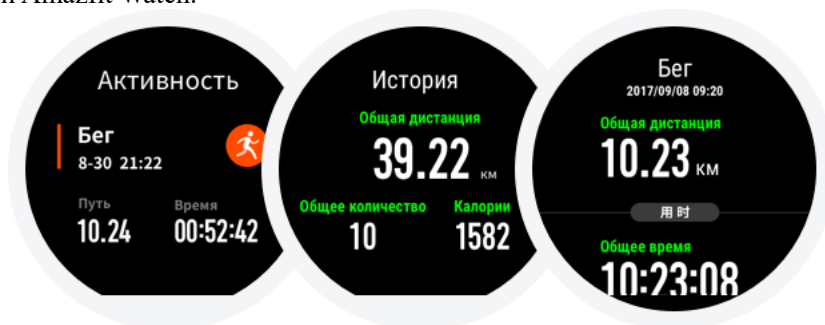 Amazfit Watch.
Активность
Бег
8-30 21:22
Путь Время
10.24 00:52:42
История
Общая дистанция
39.22 км
Общее количество Калории
10 1582
Бег
2017/09/08 09:20
Общая дистанция
10.23 км
用时
Общее время
10:23:08